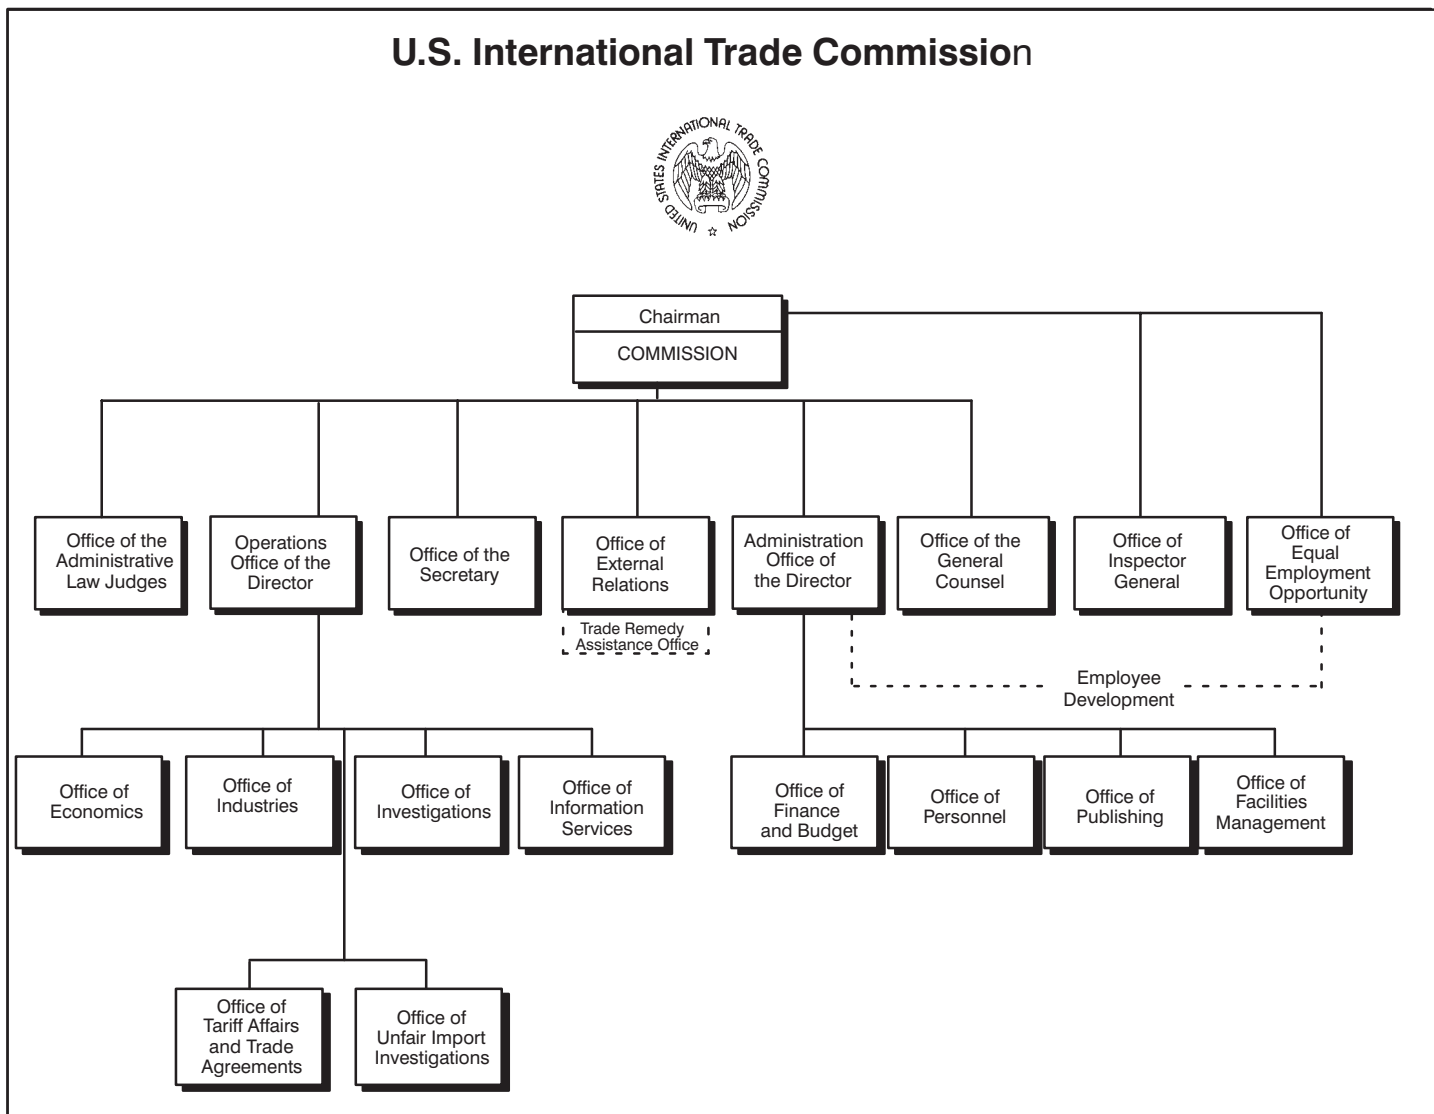 U.S. International Trade Commission
UNITED STATES INTERNATIONAL TRADE COMMISSION
Chairman
COMMISSION
Office of the
Administrative
Law Judges
Operations
Office of the
Director
Office of the
Secretary
Office of
External
Relations
Administration
Office of
the Director
Office of the
General
Counsel
Office of
Inspector
General
Office of
Equal
Employment
Opportunity
Trade Remedy
Assistance Office
Employee
Development
Office of
Economics
Office of
Industries
Office of
Investigations
Office of
Information
Services
Office of
Finance
and Budget
Office of
Personnel
Office of
Publishing
Office of
Facilities
Management
Office of
Tariff Affairs
and Trade
Agreements
Office of
Unfair Import
Investigations